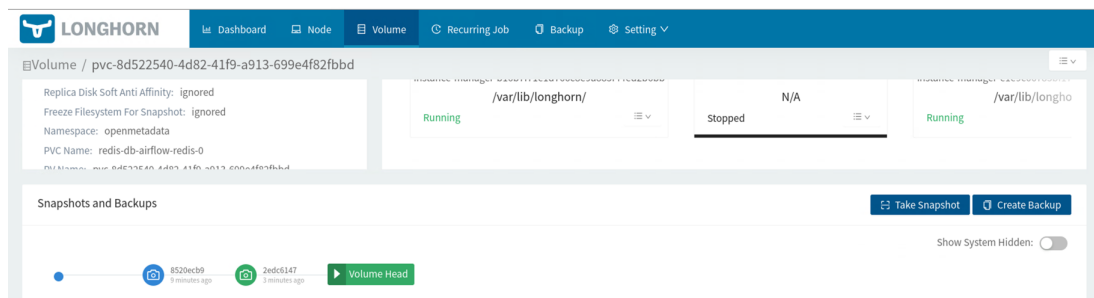 LONGHORN
Dashboard Node Volume Recurring Job Backup Setting
Volume / pvc-8d522540-4d82-41f9-a913-699e4f82fbbd
Replica Disk Soft Anti Affinity: ignored
Freeze Filesystem For Snapshot: ignored
Namespace: openmetadata
PVC Name: redis-db-airflow-redis-0
/var/lib/longhorn/
Running
N/A
Stopped
/var/lib/longho
Running
Snapshots and Backups
Take Snapshot Create Backup
Show System Hidden:
8520ecb9
9 minutes ago
2edc6147
3 minutes ago
Volume Head